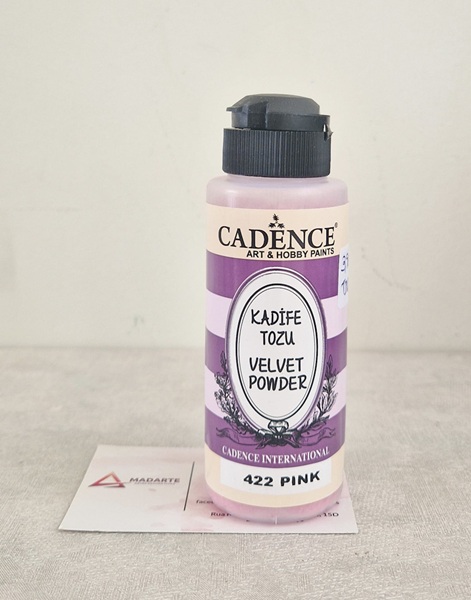 CADENCE®
ART & HOBBY PAINTS
KADİFE
TOZU
VELVET
POWDER
CADENCE INTERNATIONAL
422 PINK
MADARTE